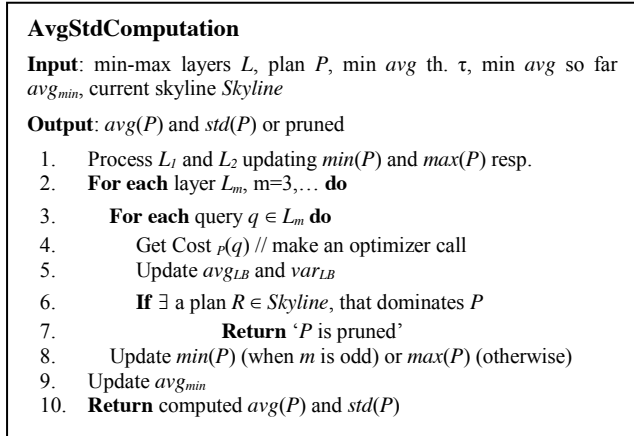 AvgStdComputation
Input: min-max layers L, plan P, min avg th. τ, min avg so far
avgmin, current skyline Skyline
Output: avg(P) and std(P) or pruned
1. Process L1 and L2 updating min(P) and max(P) resp.
2. For each layer Lm, m=3,… do
3. For each query q ∈ Lm do
4. Get Cost P(q) // make an optimizer call
5. Update avgLB and varLB
6. If ∃ a plan R ∈ Skyline, that dominates P
7. Return ‘P is pruned’
8. Update min(P) (when m is odd) or max(P) (otherwise)
9. Update avgmin
10. Return computed avg(P) and std(P)